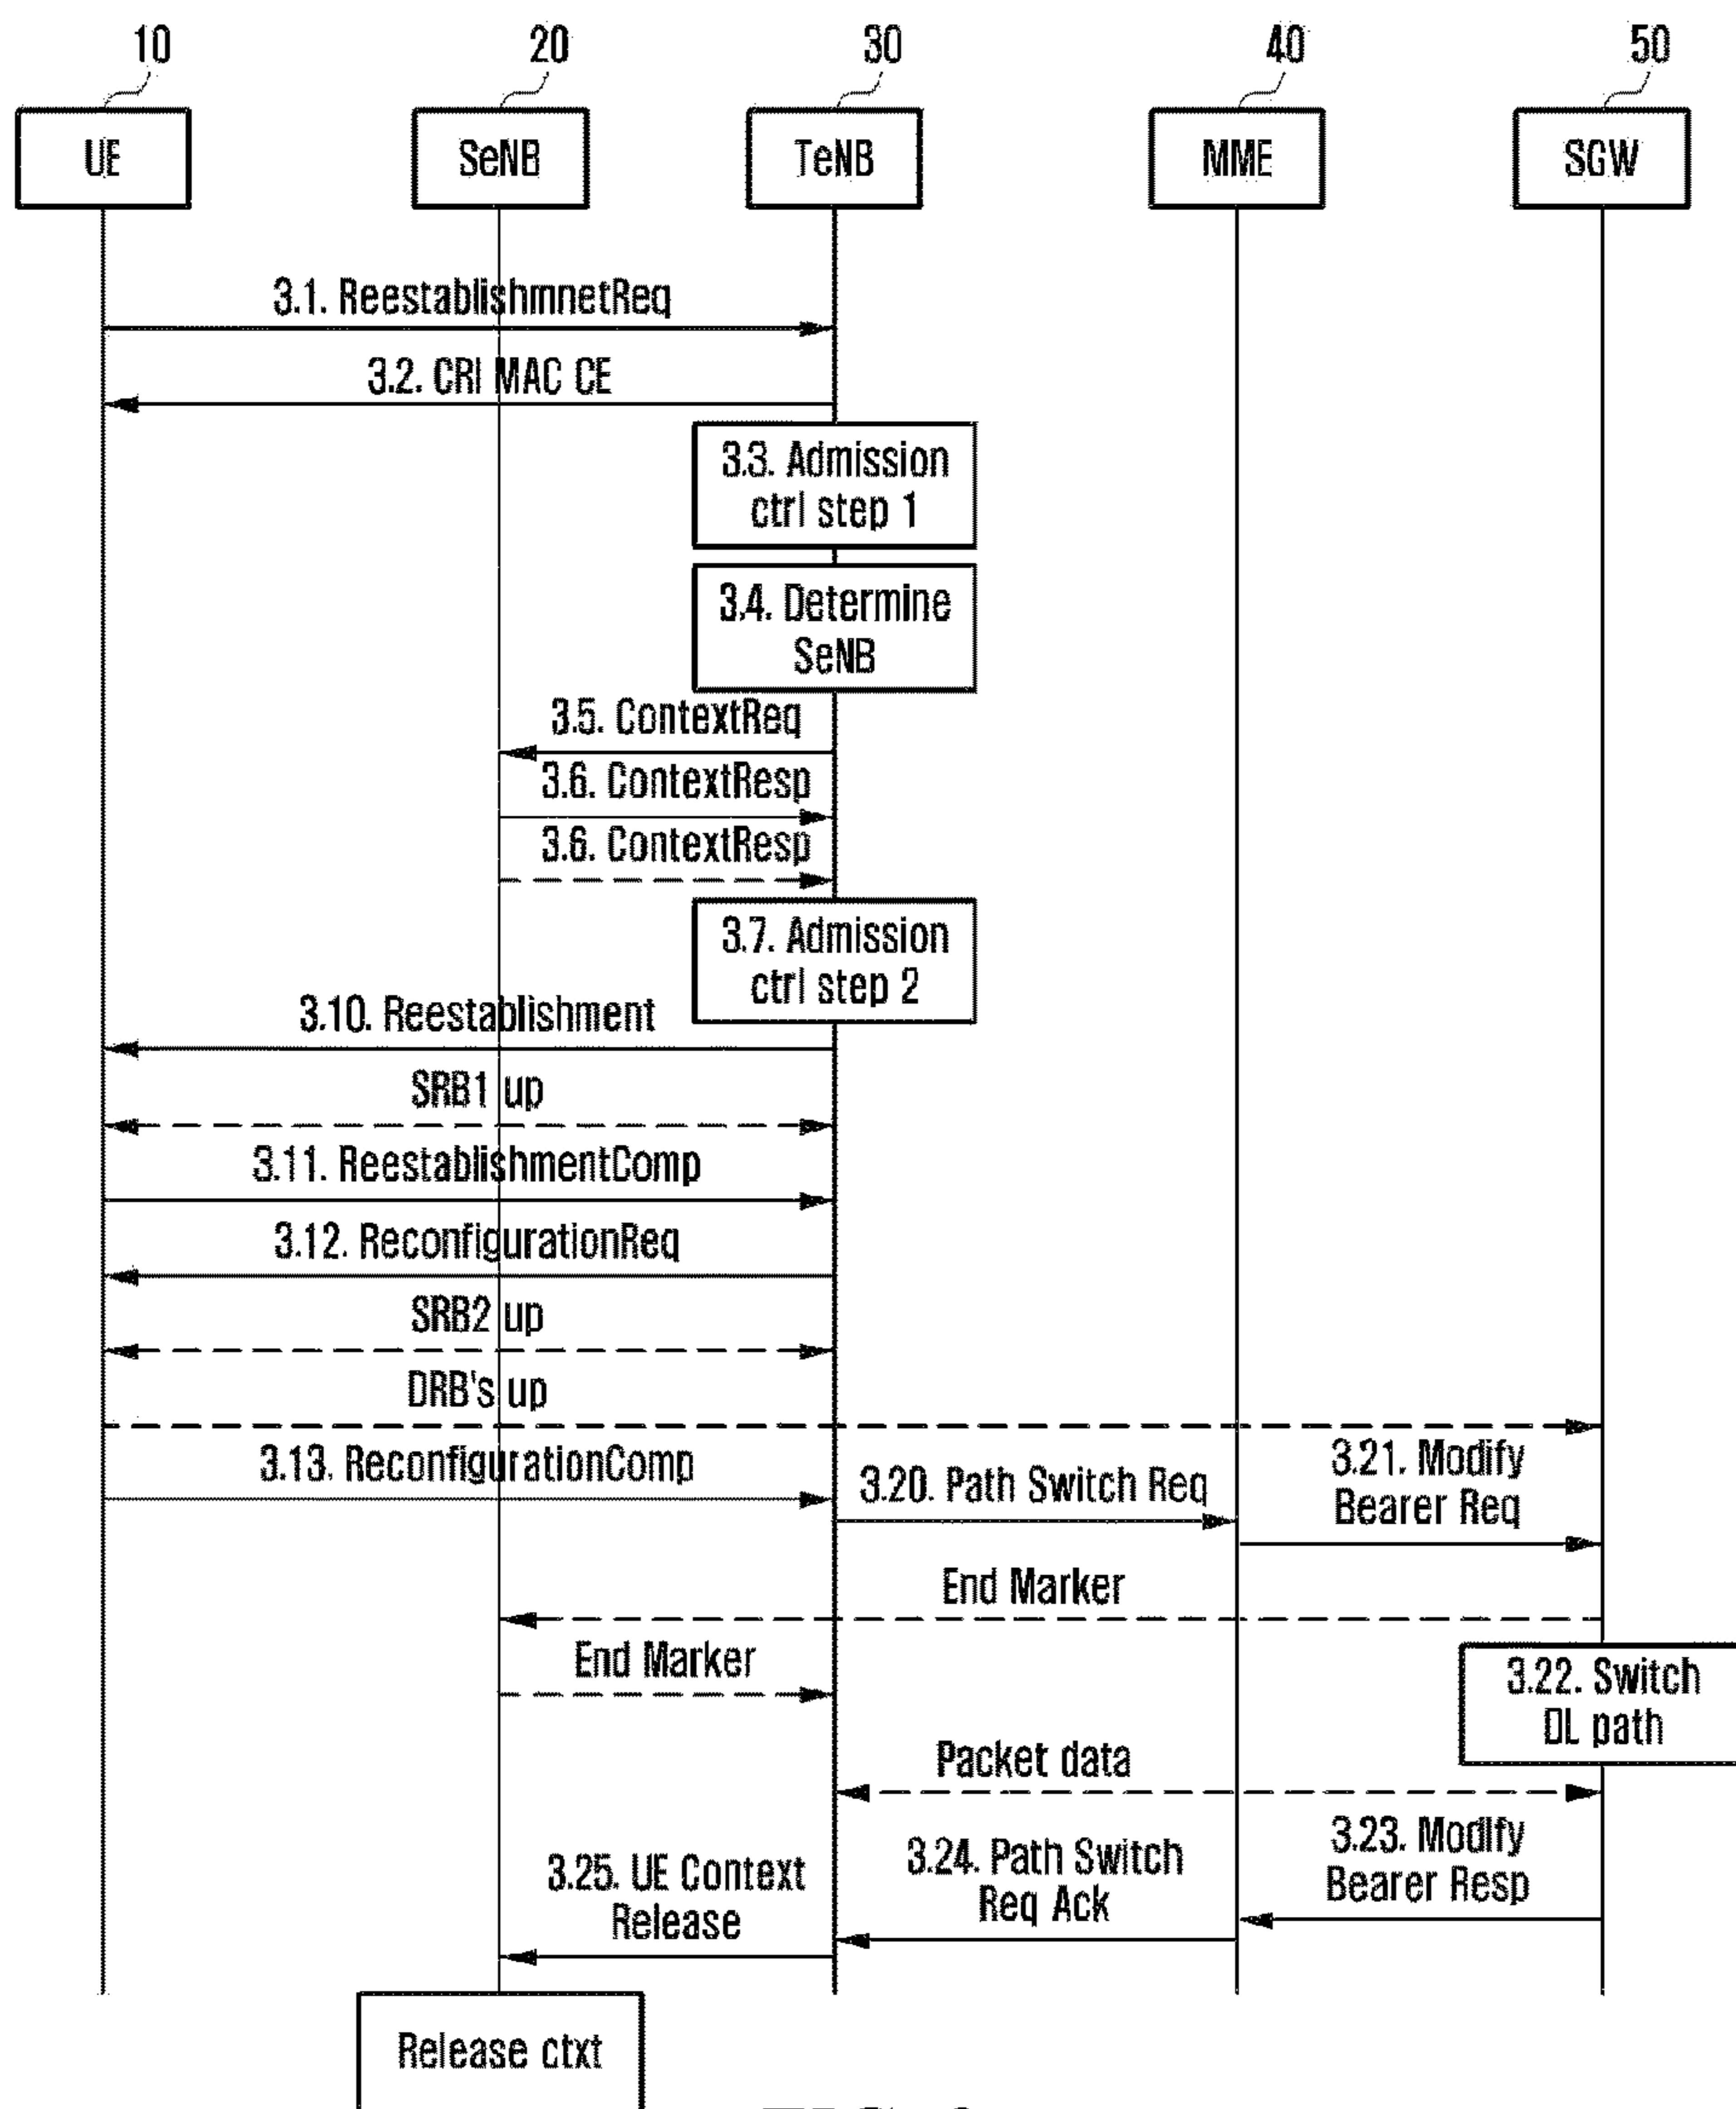 10
20
30
40
50
UE
SeNB
TeNB
MME
SGW
3.1. ReestablishmnetReq
3.2. CRI MAC CE
3.3. Admission
ctrl step 1
3.4. Determine
SeNB
3.5. ContextReq
3.6. ContextResp
3.6. ContextResp
3.7. Admission
ctrl step 2
3.10. Reestablishment
SRB1 up
3.11. ReestablishmentComp
3.12. ReconfigurationReq
SRB2 up
DRB's up
3.13. ReconfigurationComp
3.20. Path Switch Req
3.21. Modify
Bearer Req
End Marker
End Marker
3.22. Switch
DL path
Packet data
3.23. Modify
Bearer Resp
3.24. Path Switch
Req Ack
3.25. UE Context
Release
Release ctxt